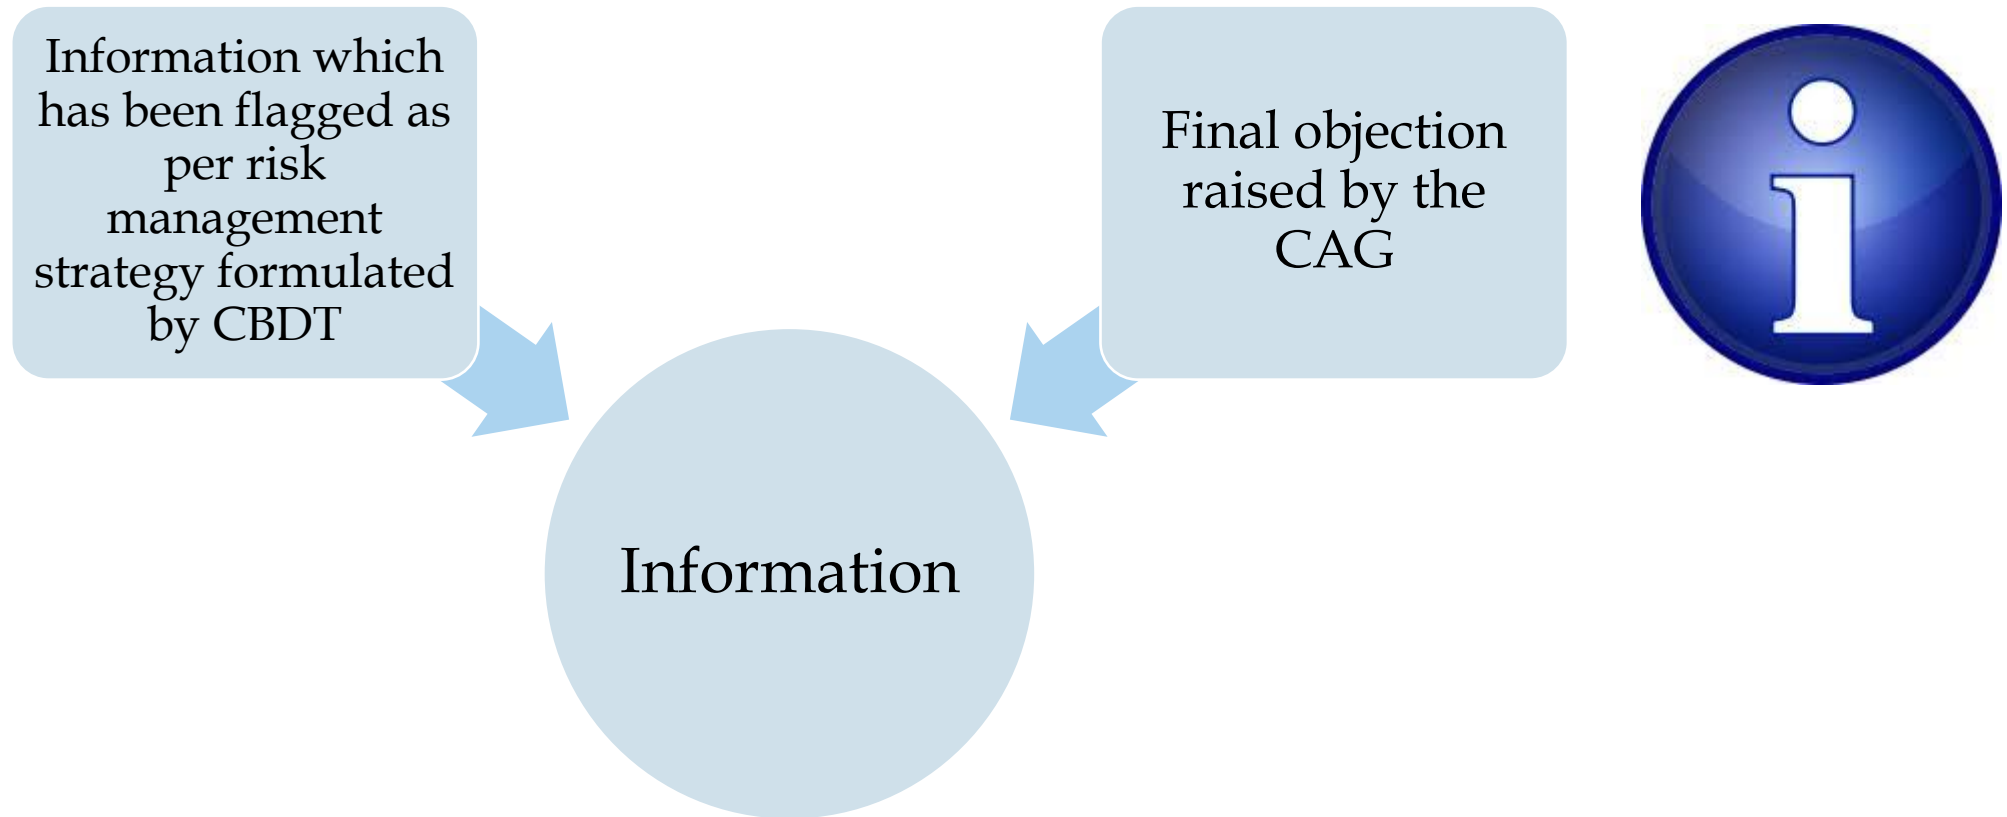 Information which
has been flagged as
per risk
management
strategy formulated
by CBDT
Final objection
raised by the
CAG
Information